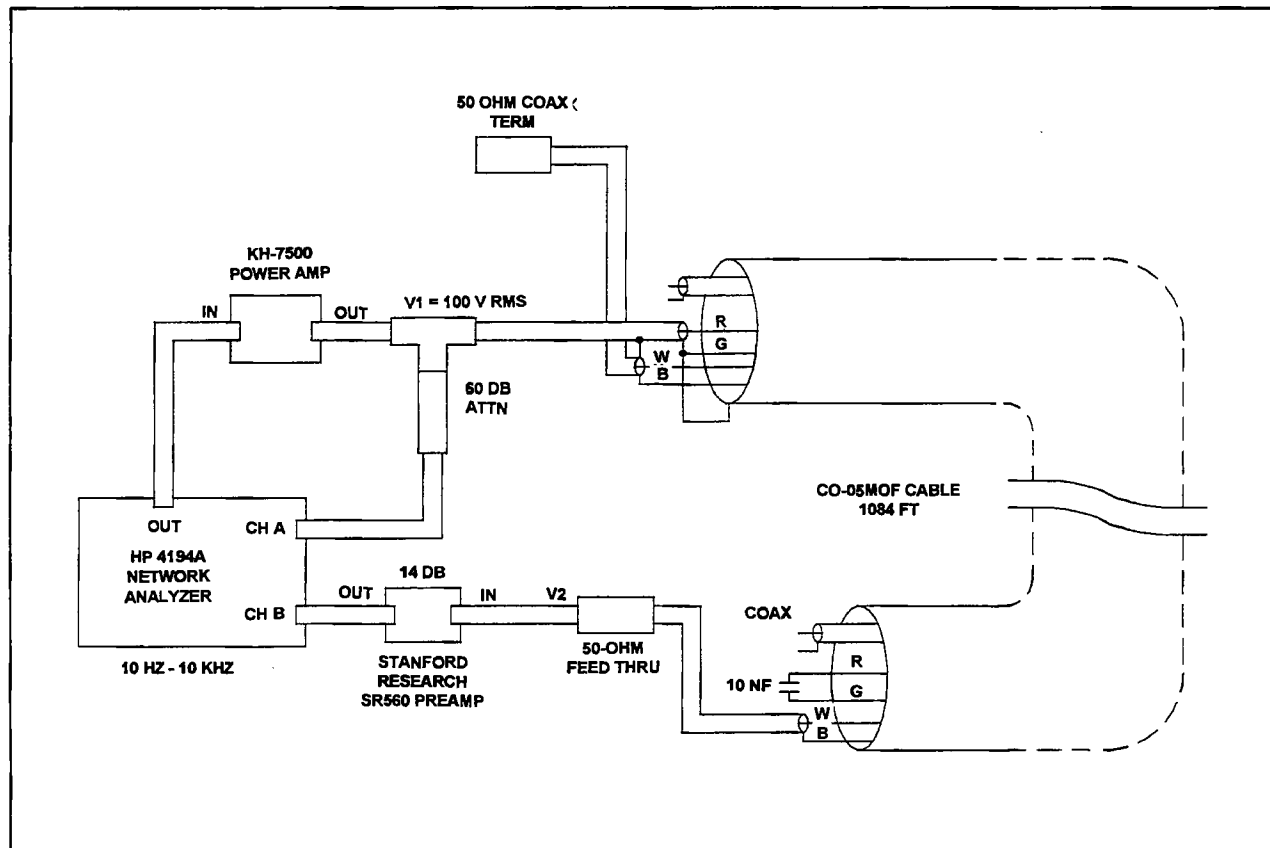 50 OHM COAX
TERM
KH-7500
POWER AMP
IN
OUT
V1 = 100 V RMS
60 DB
ATTN
R
G
W
B
CO-05MOF CABLE
1084 FT
OUT
CH A
HP 4194A
NETWORK
ANALYZER
CH B
10 HZ - 10 KHZ
14 DB
OUT
IN
V2
STANFORD
RESEARCH
SR560 PREAMP
50-OHM
FEED THRU
COAX
10 NF
R
G
W
B